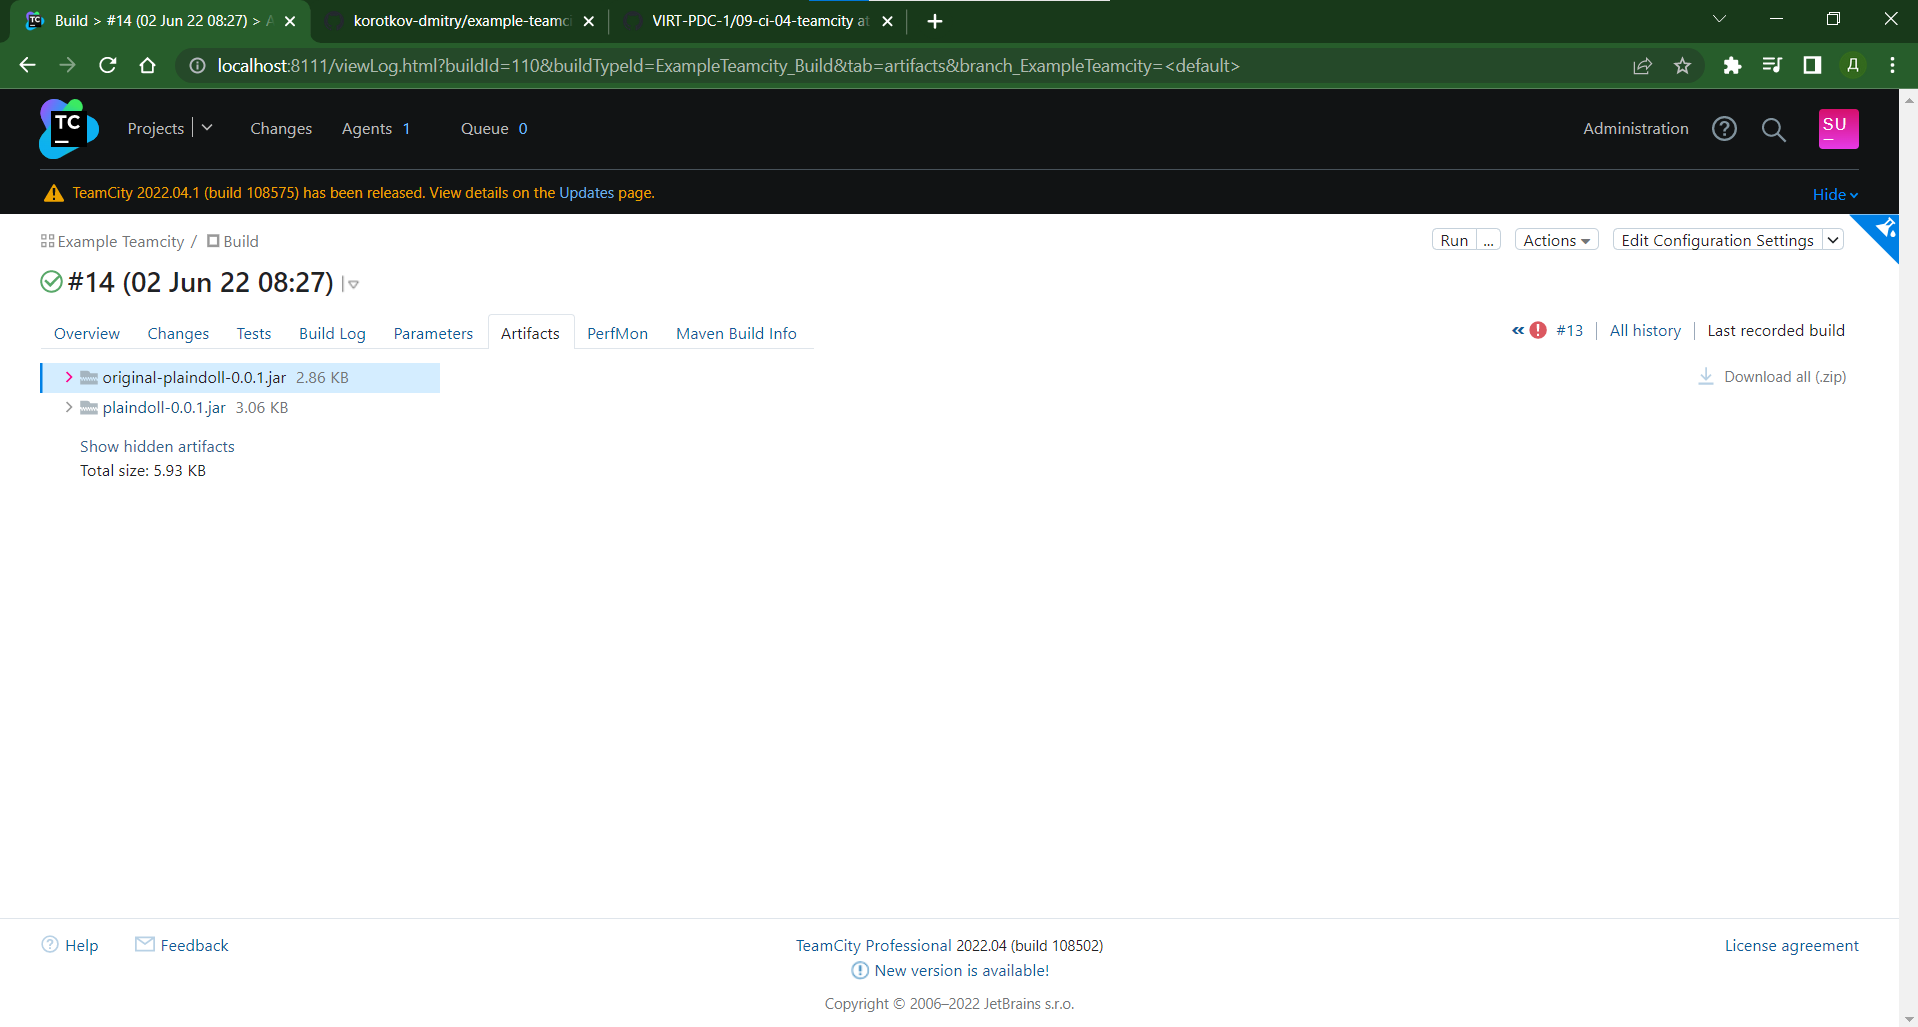 Build > #14 (02 Jun 22 08:27) >
korotkov-dmitry/example-teamci
VIRT-PDC-1/09-ci-04-teamcity at
localhost:8111/viewLog.html?buildId=110&buildTypeId=ExampleTeamcity_Build&tab=artifacts&branch_ExampleTeamcity=<default>
Д
TC
Projects
Changes
Agents 1
Queue 0
Administration
SU
TeamCity 2022.04.1 (build 108575) has been released. View details on the Updates page.
Hide
Example Teamcity / Build
Run ...
Actions
Edit Configuration Settings
#14 (02 Jun 22 08:27)
Overview
Changes
Tests
Build Log
Parameters
Artifacts
PerfMon
Maven Build Info
« #13
All history
Last recorded build
original-plaindoll-0.0.1.jar 2.86 KB
Download all (.zip)
plaindoll-0.0.1.jar 3.06 KB
Show hidden artifacts
Total size: 5.93 KB
Help
Feedback
TeamCity Professional 2022.04 (build 108502)
License agreement
New version is available!
Copyright © 2006–2022 JetBrains s.r.o.